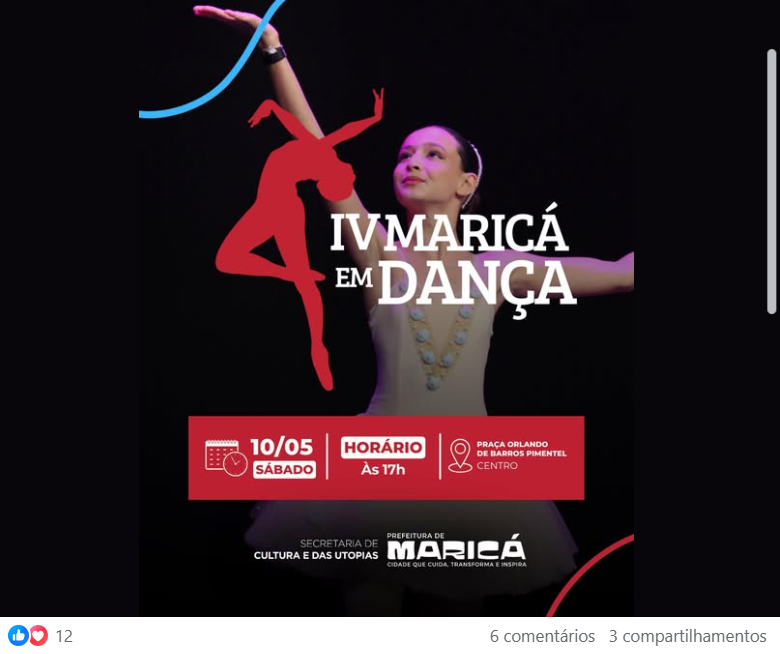 IV MARICÁ
EM DANÇA
10/05
SÁBADO
HORÁRIO
Às 17h
PRAÇA ORLANDO
DE BARROS PIMENTEL
CENTRO
SECRETARIA DE
CULTURA E DAS UTOPIAS
PREFEITURA DE
MARICÁ
CIDADE QUE CUIDA, TRANSFORMA E INSPIRA
12
6 comentários 3 compartilhamentos